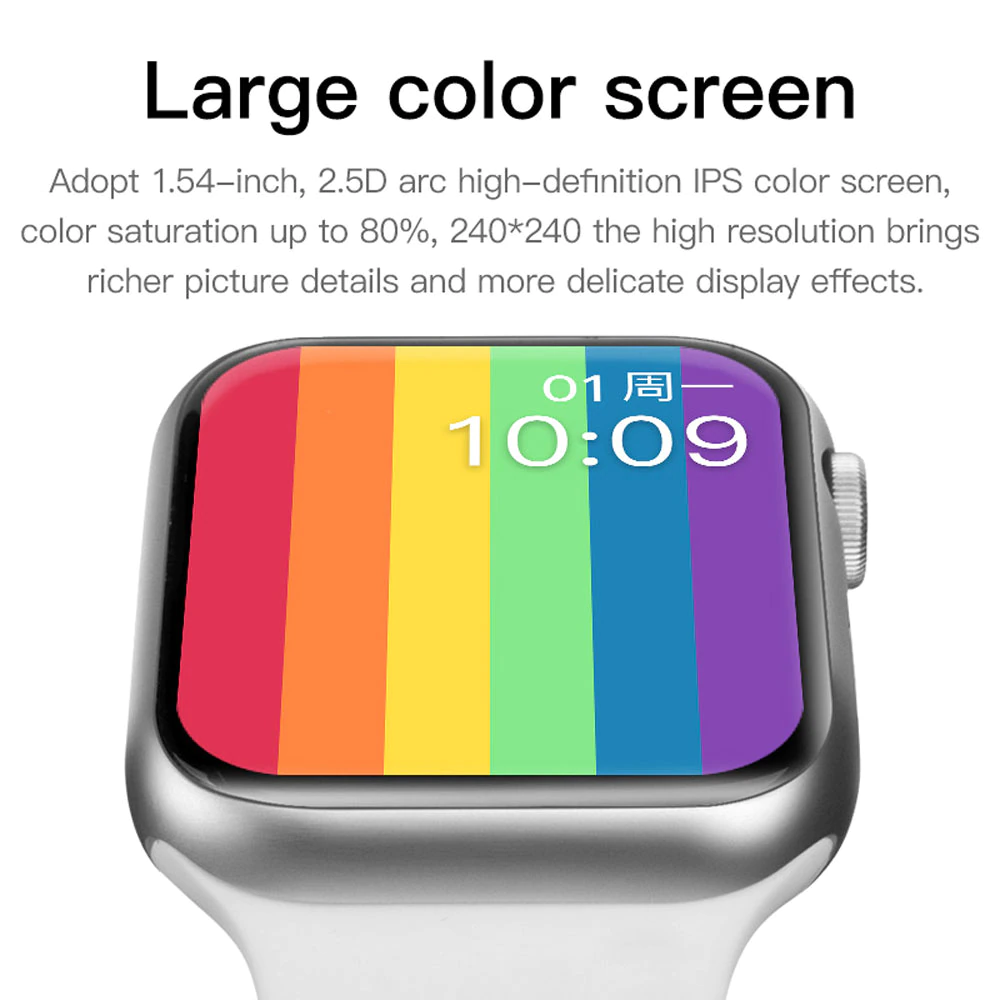 Large color screen
Adopt 1.54-inch, 2.5D arc high-definition IPS color screen,
color saturation up to 80%, 240*240 the high resolution brings
richer picture details and more delicate display effects.
01 周一
10:09